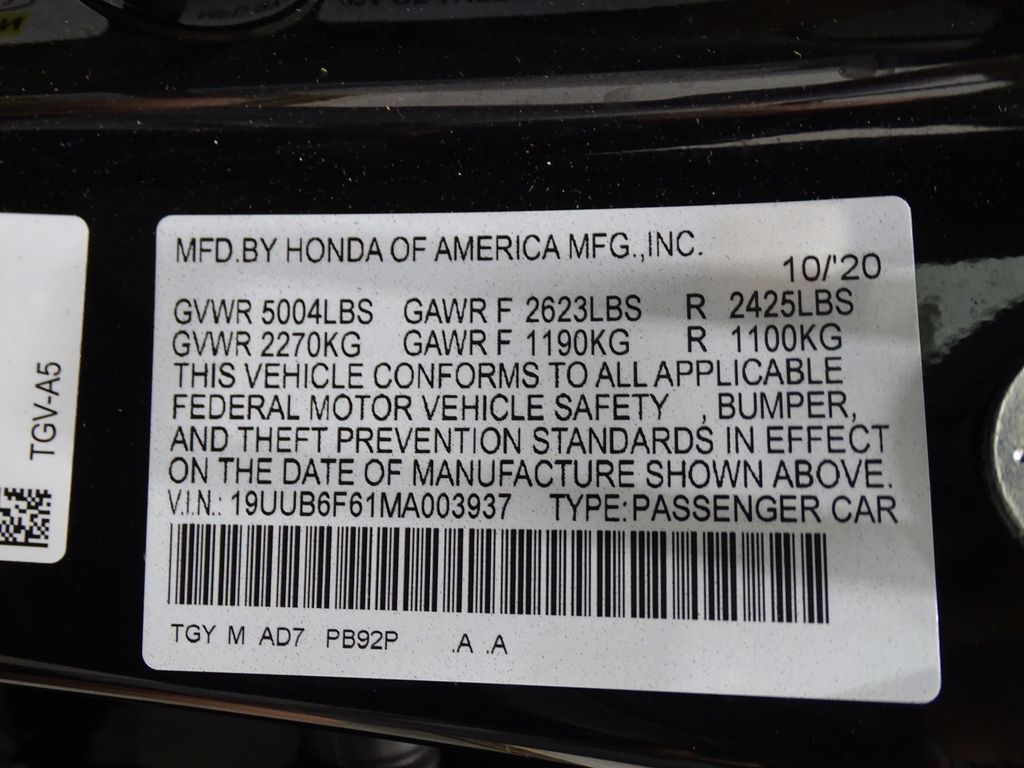 MFD.BY HONDA OF AMERICA MFG.,INC.
10/'20
GVWR 5004LBS GAWR F 2623LBS R 2425LBS
GVWR 2270KG GAWR F 1190KG R 1100KG
THIS VEHICLE CONFORMS TO ALL APPLICABLE
FEDERAL MOTOR VEHICLE SAFETY , BUMPER,
AND THEFT PREVENTION STANDARDS IN EFFECT
ON THE DATE OF MANUFACTURE SHOWN ABOVE.
V.I.N.: 19UUB6F61MA003937 TYPE:PASSENGER CAR
TGY M AD7 PB92P .A .A
TGV-A5